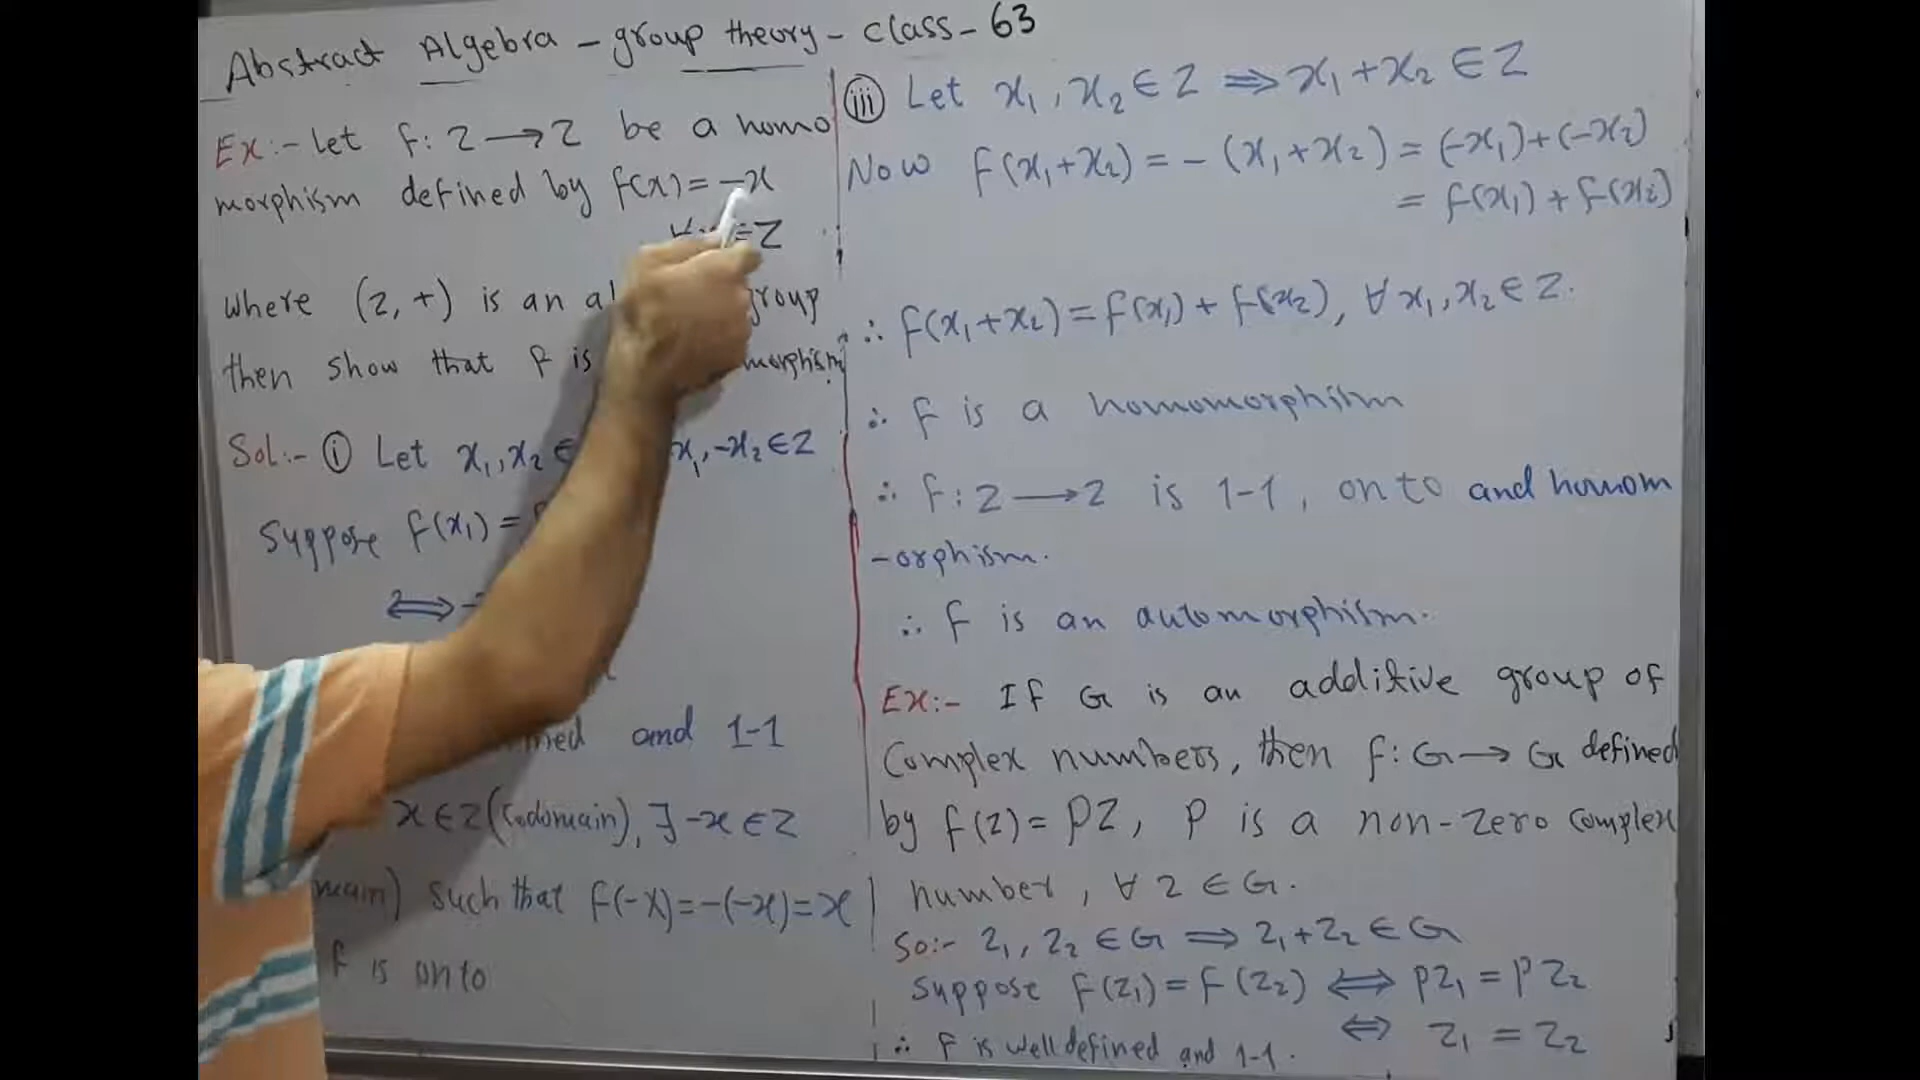 Abstract Algebra - group theory - class - 63
Ex:- Let f: Z ⟶ Z be a homo
morphism defined by f(x) = -x
Z
where (Z, +) is an group
then show that f is morphism
Sol:- (i) Let x₁, x₂ ∈ x₁, -x₂ ∈ Z
Suppose f(x₁) =
⟺
and 1-1
x ∈ Z (Codomain), ∃ -x ∈ Z
main) such that f(-x) = -(-x) = x
f is onto
(iii) Let x₁, x₂ ∈ Z ⟹ x₁ + x₂ ∈ Z
Now f(x₁+x₂) = - (x₁+x₂) = (-x₁) + (-x₂)
= f(x₁) + f(x₂)
∴ f(x₁+x₂) = f(x₁) + f(x₂), ∀ x₁, x₂ ∈ Z.
∴ f is a homomorphism
∴ f: Z ⟶ Z is 1-1, onto and homom
-orphism.
∴ f is an automorphism.
Ex:- If G is an additive group of
Complex numbers, then f: G ⟶ G defined
by f(z) = pz, p is a non-zero complex
number, ∀ z ∈ G.
So:- z₁, z₂ ∈ G ⟹ z₁+z₂ ∈ G
Suppose f(z₁) = f(z₂) ⟺ pz₁ = pz₂
⟺ z₁ = z₂
∴ f is well defined and 1-1.